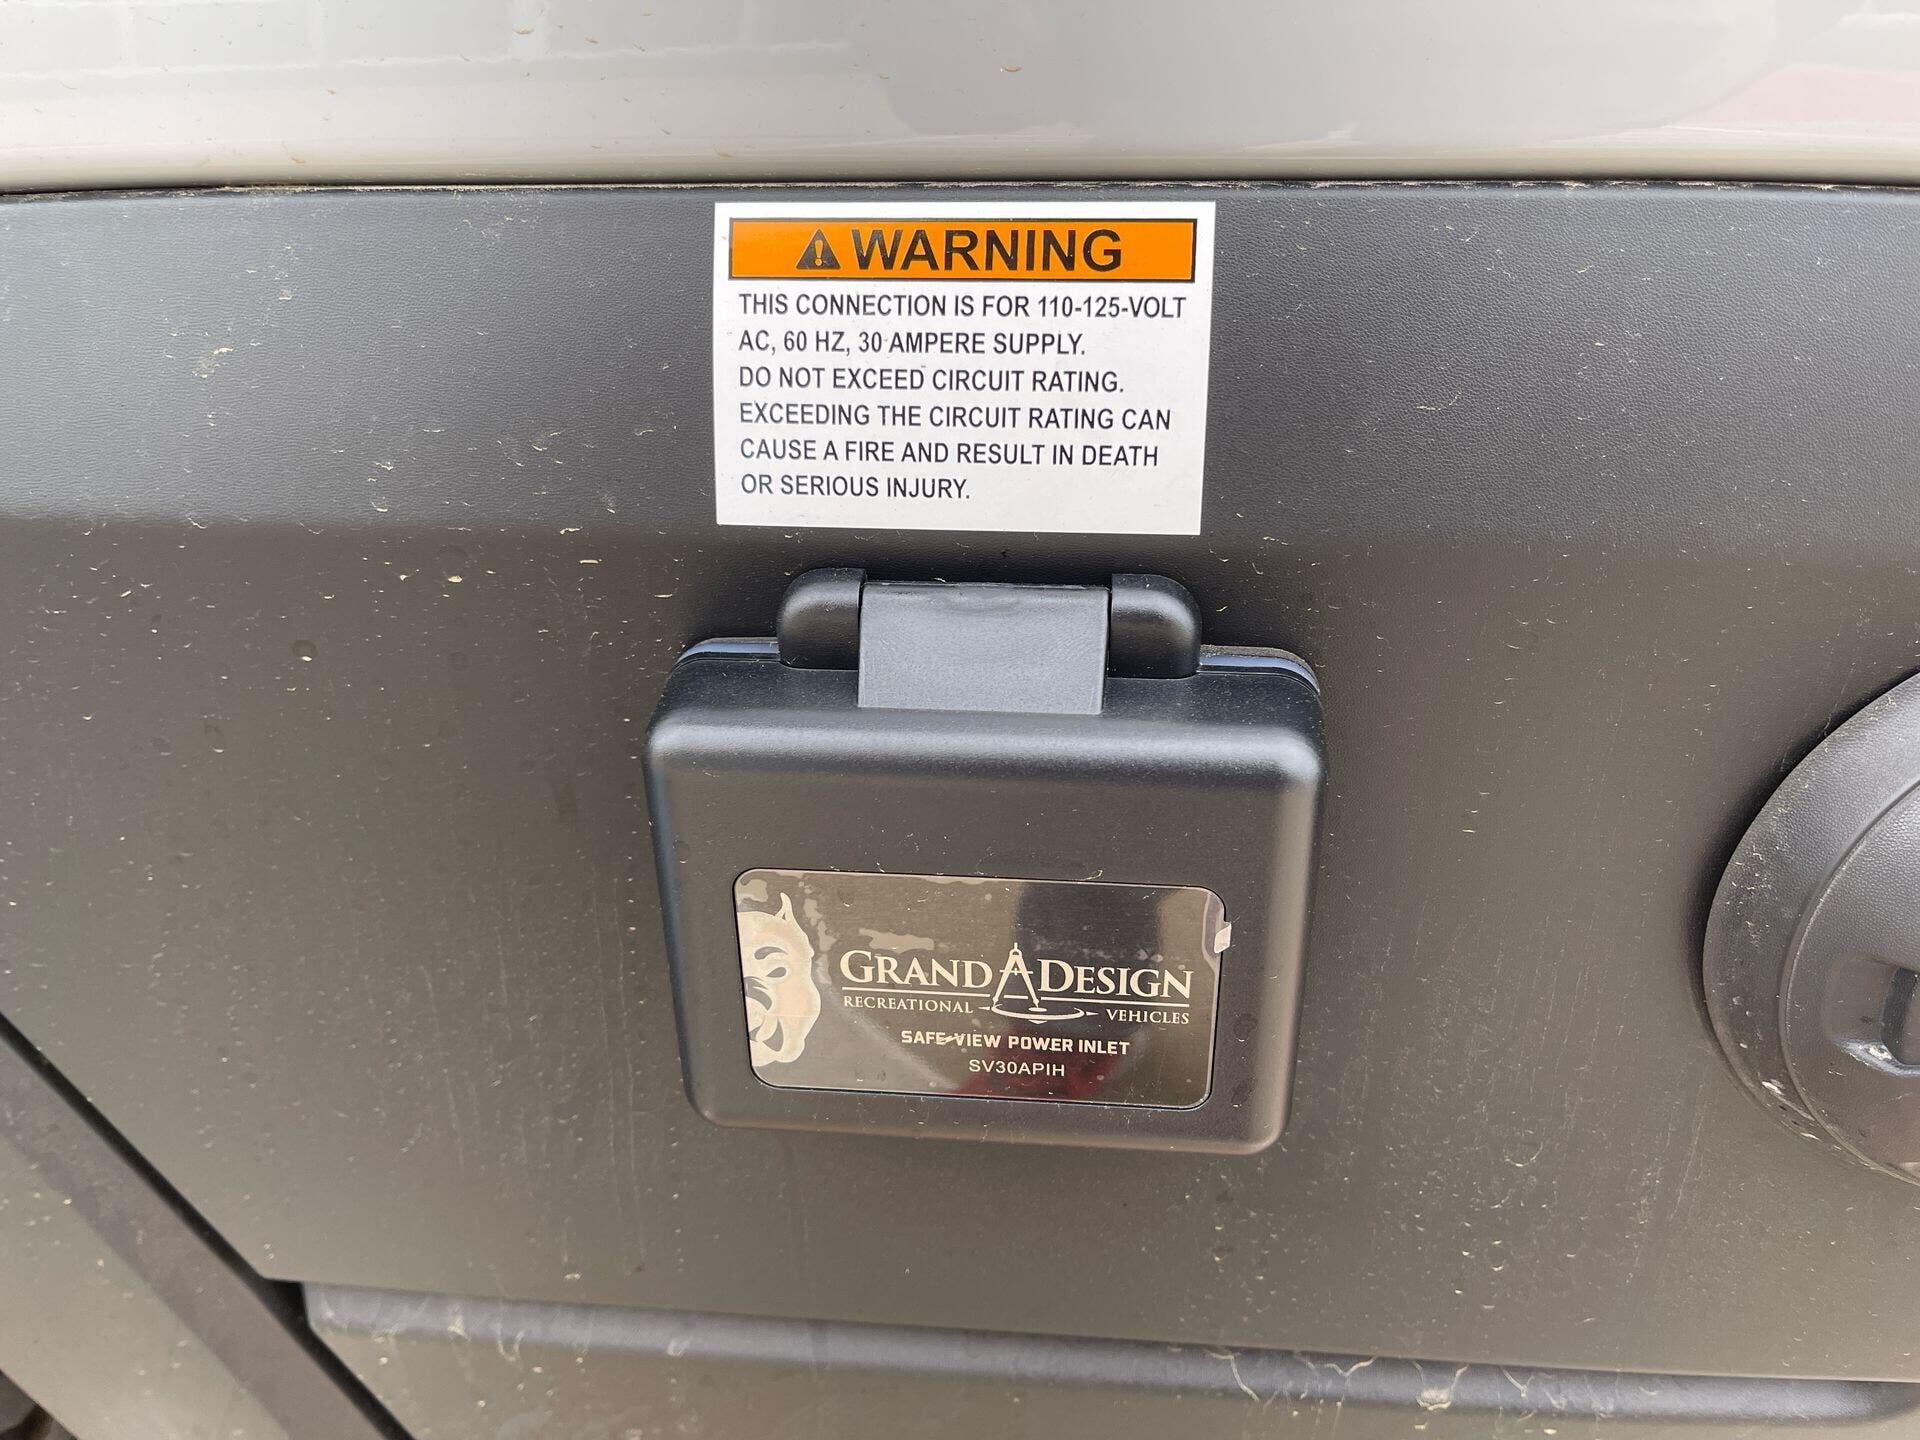 WARNING
THIS CONNECTION IS FOR 110-125-VOLT
AC, 60 HZ, 30 AMPERE SUPPLY.
DO NOT EXCEED CIRCUIT RATING.
EXCEEDING THE CIRCUIT RATING CAN
CAUSE A FIRE AND RESULT IN DEATH
OR SERIOUS INJURY.
GRAND DESIGN
RECREATIONAL VEHICLES
SAFE-VIEW POWER INLET
SV30APIH